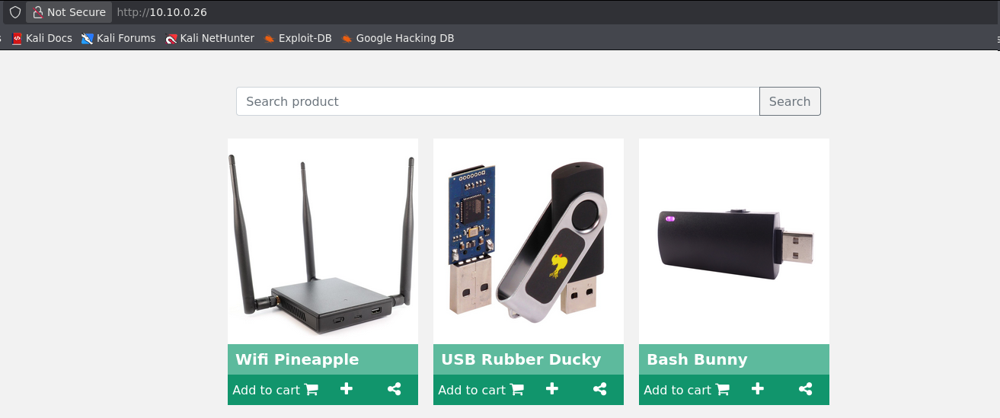 Not Secure http://10.10.0.26
Kali Docs Kali Forums Kali NetHunter Exploit-DB Google Hacking DB
Search product Search
Wifi Pineapple USB Rubber Ducky Bash Bunny
Add to cart Add to cart Add to cart